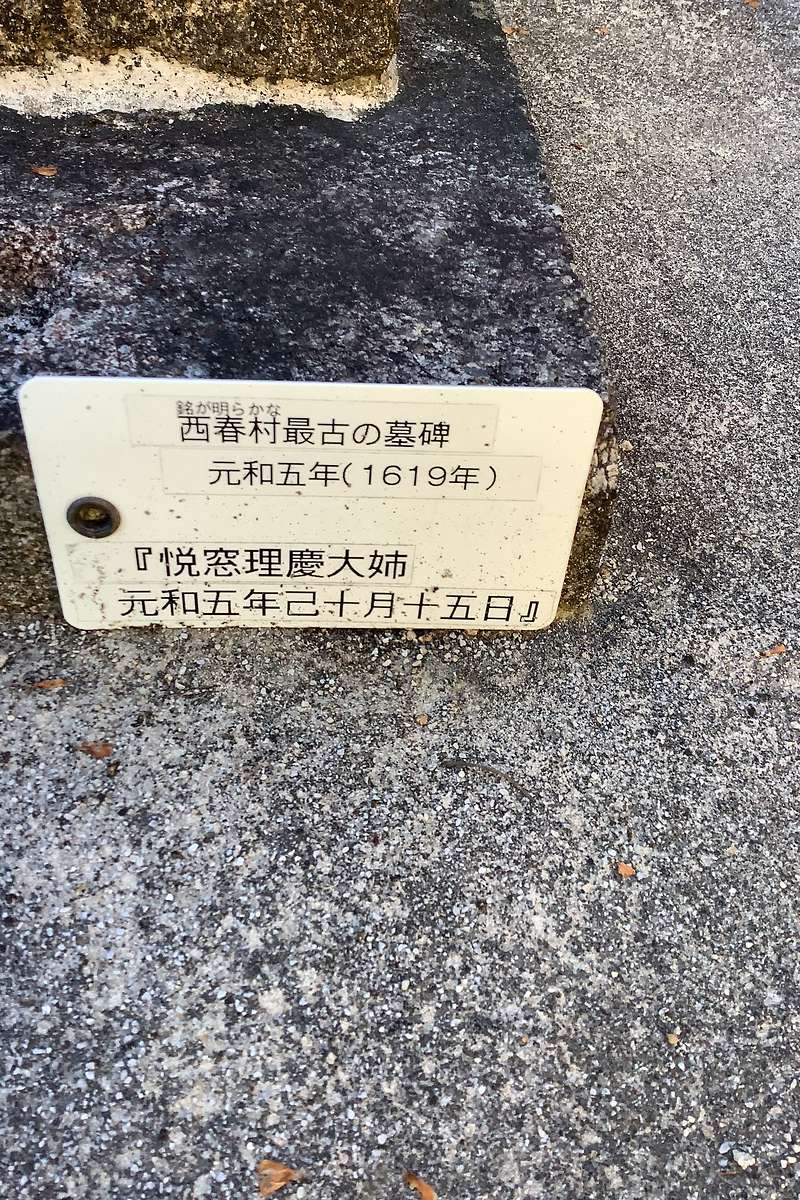 銘が明らかな
西春村最古の墓碑
元和五年(1619年)
『悦窓理慶大姉
元和五年己十月十五日』